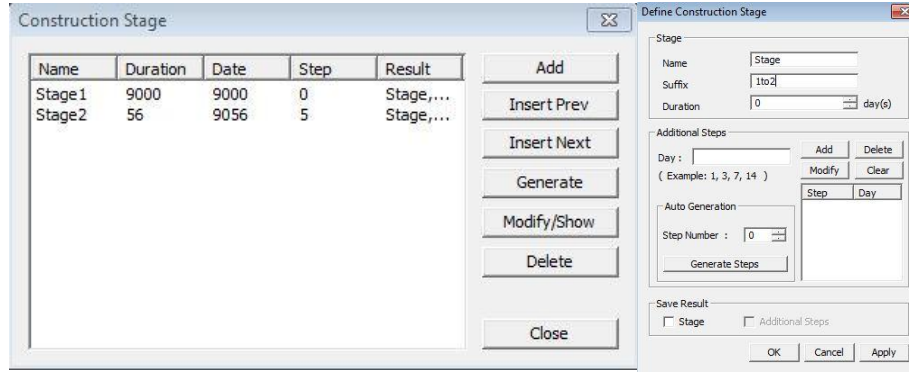 Construction Stage
Name Duration Date Step Result
Stage1 9000 9000 0 Stage,...
Stage2 56 9056 5 Stage,...
Add
Insert Prev
Insert Next
Generate
Modify/Show
Delete
Close
Define Construction Stage
Stage
Name Stage
Suffix 1to2
Duration 0 day(s)
Additional Steps
Day :
( Example: 1, 3, 7, 14 )
Add Delete
Modify Clear
Step Day
Auto Generation
Step Number : 0
Generate Steps
Save Result
Stage Additional Steps
OK Cancel Apply